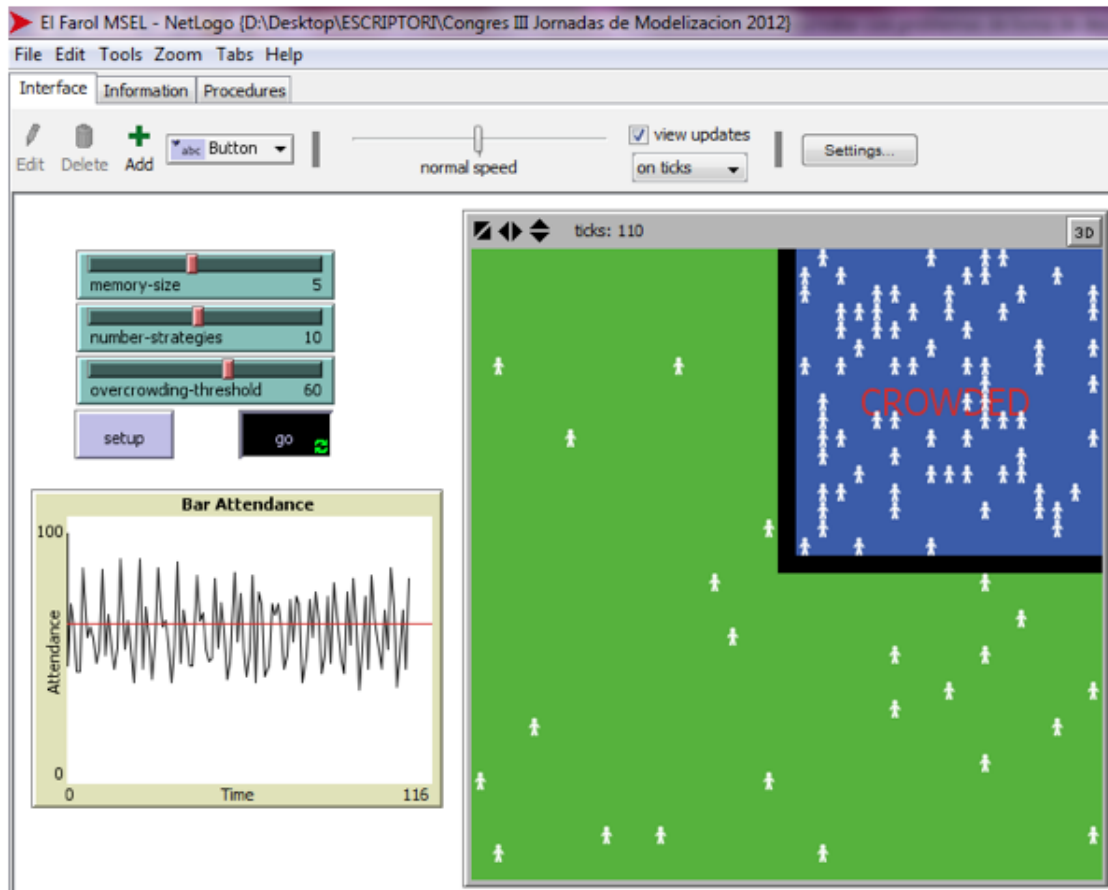 El Farol MSEL - NetLogo {D:\Desktop\ESCRIPTORI\Congres III Jornadas de Modelizacion 2012}
File Edit Tools Zoom Tabs Help
Interface Information Procedures
Edit Delete Add abc Button normal speed view updates on ticks Settings...
ticks: 110 3D
memory-size 5
number-strategies 10
overcrowding-threshold 60
setup go
CROWDED
Bar Attendance
100
Attendance
0
0 Time 116